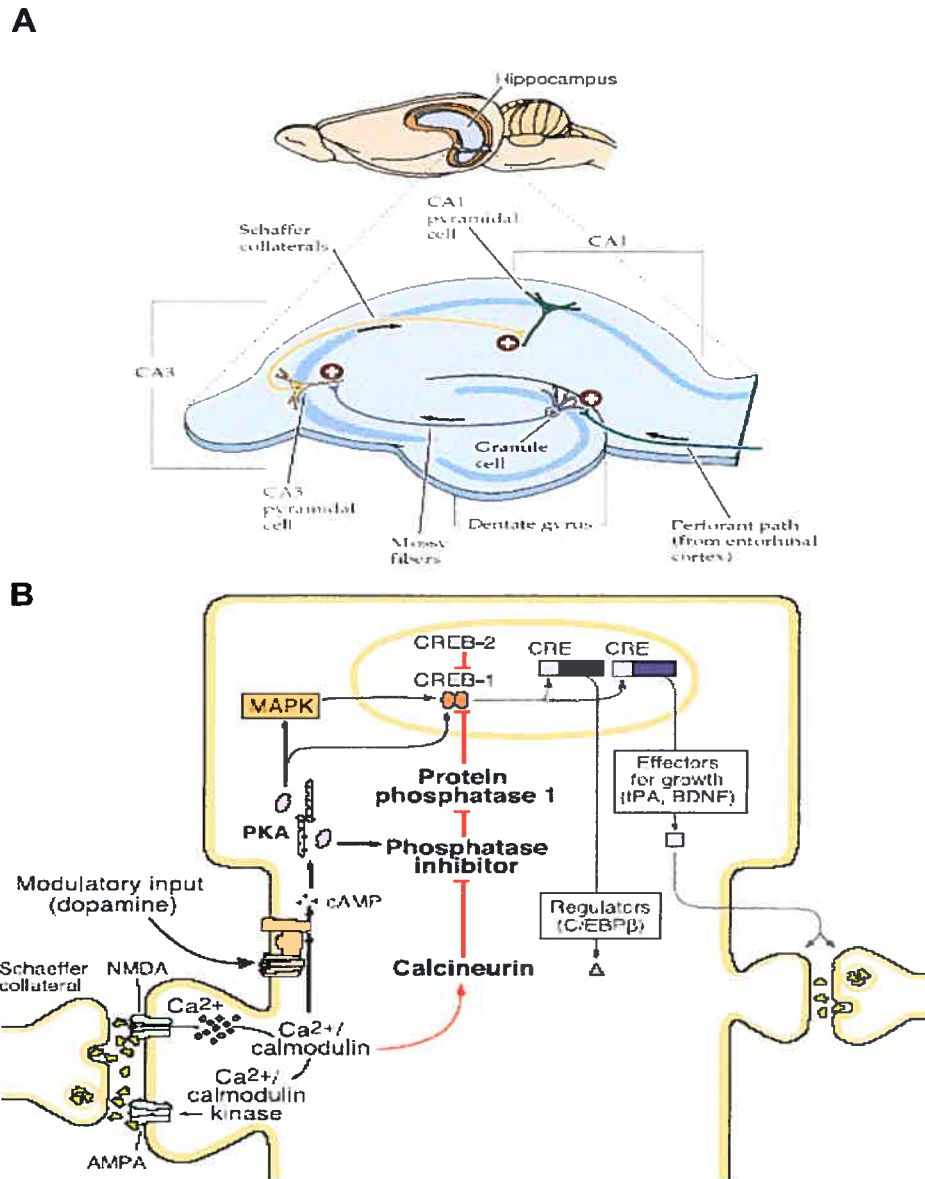 A
Hippocampus
CA1
pyramidal
cell
Schaffer
collaterals
CA1
CA3
Granule
cell
CA3
pyramidal
cell
Dentate gyrus
Mossy
fibers
Perforant path
(from entorhinal
cortex)
B
CREB-2
CRE
CRE
CREB-1
MAPK
Effectors
for growth
(tPA, BDNF)
Protein
phosphatase 1
PKA
Phosphatase
inhibitor
Modulatory input
(dopamine)
cAMP
Regulators
(C/EBPβ)
Schaeffer
collateral
NMDA
Calcineurin
Ca2+
Ca2+/
calmodulin
Ca2+/
calmodulin
kinase
AMPA